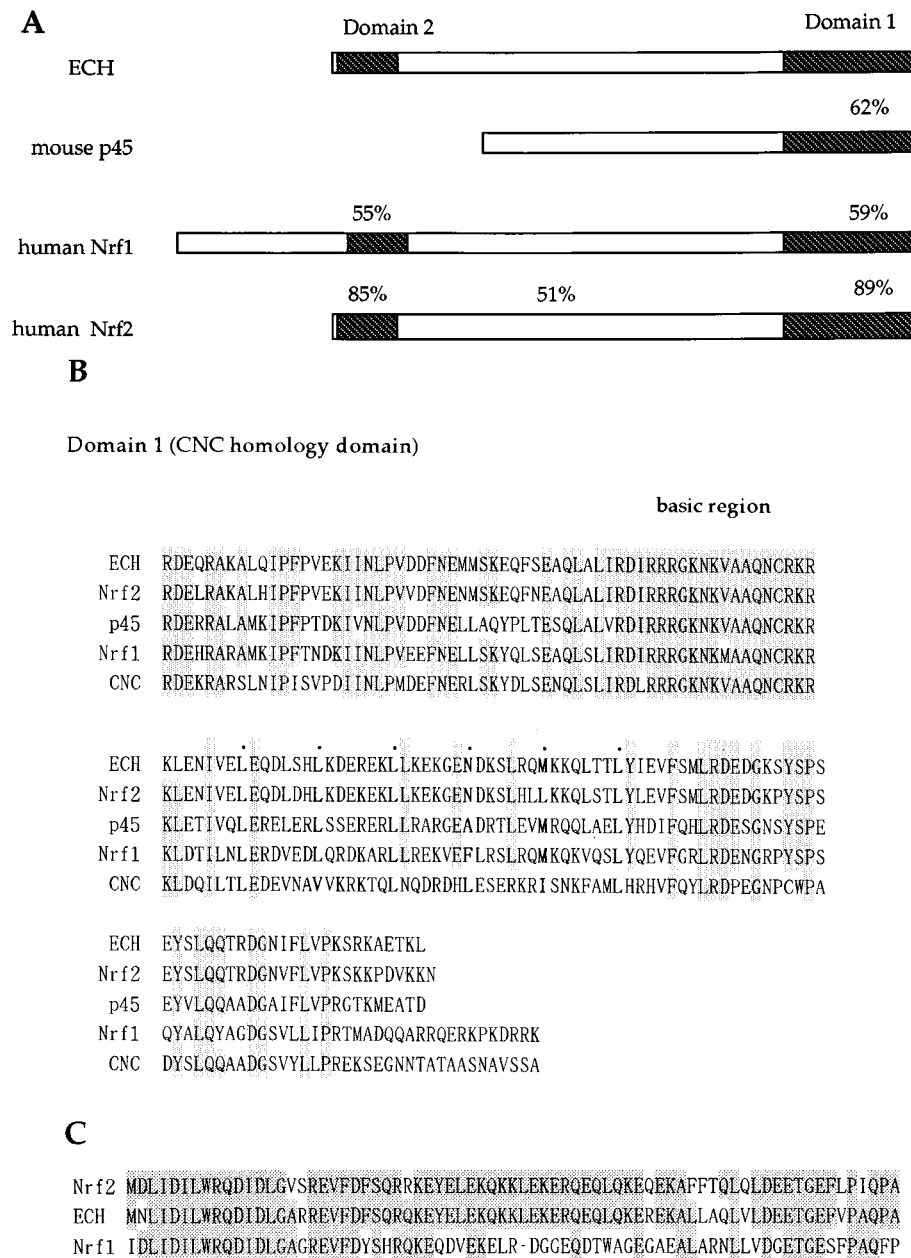 A
Domain 2 Domain 1
ECH
62%
mouse p45
55% 59%
human Nrf1
85% 51% 89%
human Nrf2
B
Domain 1 (CNC homology domain)
basic region
ECH RDEQRAKALQIPFPVEKIINLPVDDFNEMMSKEQFSEAQLALIRDIRRRGKNKVAAQNCRKR
Nrf2 RDELRAKALHIPFPVEKIINLPVVDFNENMSKEQFNEAQLALIRDIRRRGKNKVAAQNCRKR
p45 RDERRALAMKIPFPTDKIVNLPVDDFNELLAQYPLTESQLALVRDIRRRGKNKVAAQNCRKR
Nrf1 RDEHRARAMKIPFTNDKIINLPVEEFNELLSKYQLSEAQLSLIRDIRRRGKNKMAAQNCRKR
CNC RDEKRARSLNIPISVPDIINLPMDEFNERLSKYDLSENQLSLIRDLRRRGKNKVAAQNCRKR
ECH KLENIVELEQDLSHLKDEREKLLKEKGENDKSLRQMKKQLTTLYIEVFSMLRDEDGKSYSPS
Nrf2 KLENIVELEQDLDHLKDEKEKLLKEKGENDKSLHLLKKQLSTLYLEVFSMLRDEDGKPYSPS
p45 KLETIVQLERELERLSSERERLLRARGEADRTLEVMRQQLAELYHDIFQHLRDESGNSYSPE
Nrf1 KLDTILNLERDVEDLQRDKARLLREKVEFLRSLRQMKQKVQSLYQEVFGRLRDENGRPYSPS
CNC KLDQILTLEDEVNAVVKRKTQLNQDRDHLESERKRISNKFAMLHRHVFQYLRDPEGNPCWPA
ECH EYSLQQTRDGNIFLVPKSRKAETKL
Nrf2 EYSLQQTRDGNVFLVPKSKKPDVKKN
p45 EYVLQQAADGAIFLVPRGTKMEATD
Nrf1 QYALQYAGDGSVLLIPRTMADQQARRQERKPKDRRK
CNC DYSLQQAADGSVYLLPREKSEGNNTATAASNAVSSA
C
Nrf2 MDLIDILWRQDIDLGVSREVFDFSQRRKEYELEKQKKLEKERQEQLQKEQEKAFFTQLQLDEETGEFLPIQPA
ECH MNLIDILWRQDIDLGARREVFDFSQRQKEYELEKQKKLEKERQEQLQKEREKALLAQLVLDEETGEFVPAQPA
Nrf1 IDLIDILWRQDIDLGAGREVFDYSHRQKEQDVEKELR-DGGEQDTWAGEGAEALARNLLVDGETGESFPAQFP